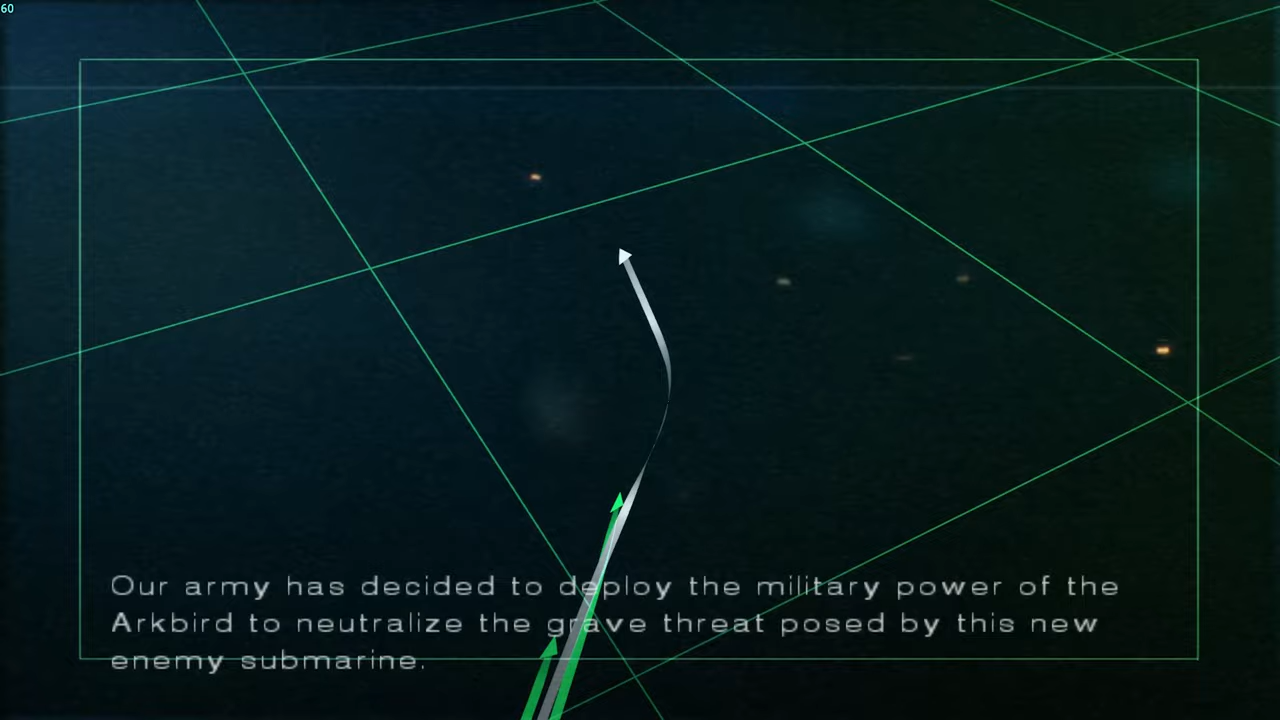 60
Our army has decided to deploy the military power of the
Arkbird to neutralize the grave threat posed by this new
enemy submarine.